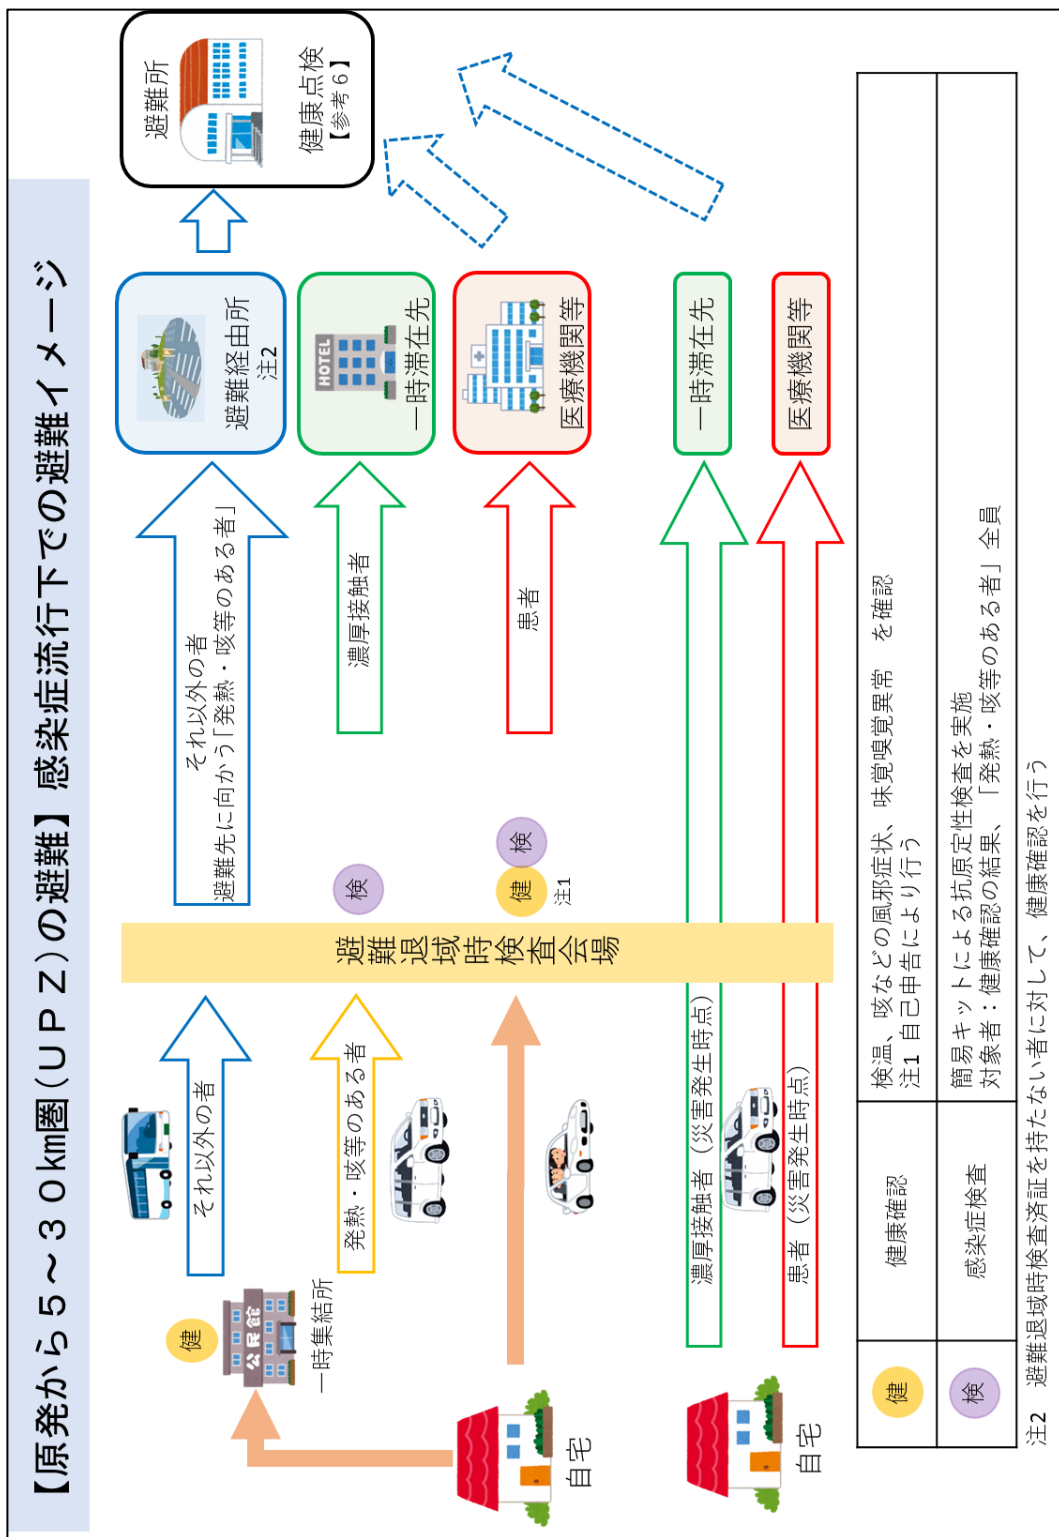 【原発から５～３０㎞圏(ＵＰＺ)の避難】感染症流行下での避難イメージ
自宅
公民館
一時集結所
健
それ以外の者
発熱・咳等のある者
避難退域時検査会場
検
健
検
注1
それ以外の者
避難先に向かう「発熱・咳等のある者」
濃厚接触者
患者
避難経由所
注2
HOTEL
一時滞在先
医療機関等
避難所
健康点検
【参考６】
自宅
濃厚接触者（災害発生時点）
患者（災害発生時点）
一時滞在先
医療機関等
健
健康確認
検温、咳などの風邪症状、味覚嗅覚異常　を確認
注1 自己申告により行う
検
感染症検査
簡易キットによる抗原定性検査を実施
対象者：健康確認の結果、「発熱・咳等のある者」全員
注2　避難退域時検査済証を持たない者に対して、健康確認を行う